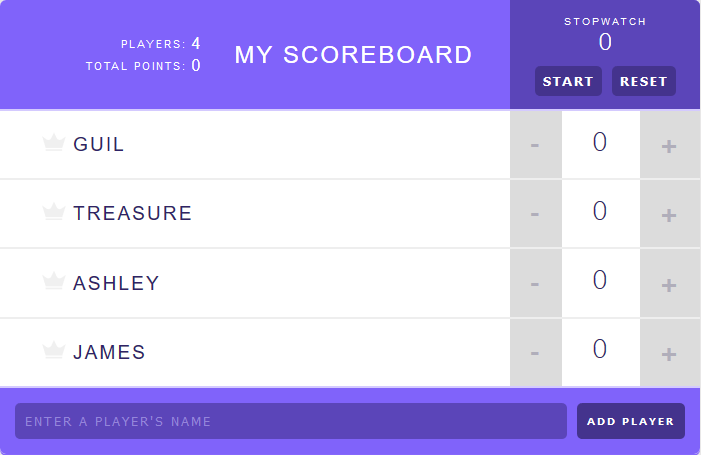 PLAYERS: 4
TOTAL POINTS: 0
MY SCOREBOARD
STOPWATCH
0
START RESET
GUIL - 0 +
TREASURE - 0 +
ASHLEY - 0 +
JAMES - 0 +
ENTER A PLAYER'S NAME ADD PLAYER